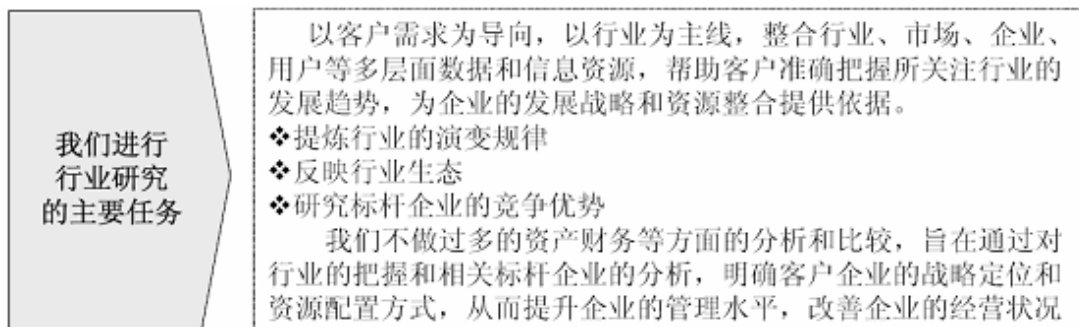 我们进行
行业研究
的主要任务
以客户需求为导向，以行业为主线，整合行业、市场、企业、
用户等多层面数据和信息资源，帮助客户准确把握所关注行业的
发展趋势，为企业的发展战略和资源整合提供依据。
❖提炼行业的演变规律
❖反映行业生态
❖研究标杆企业的竞争优势
我们不做过多的资产财务等方面的分析和比较，旨在通过对
行业的把握和相关标杆企业的分析，明确客户企业的战略定位和
资源配置方式，从而提升企业的管理水平，改善企业的经营状况